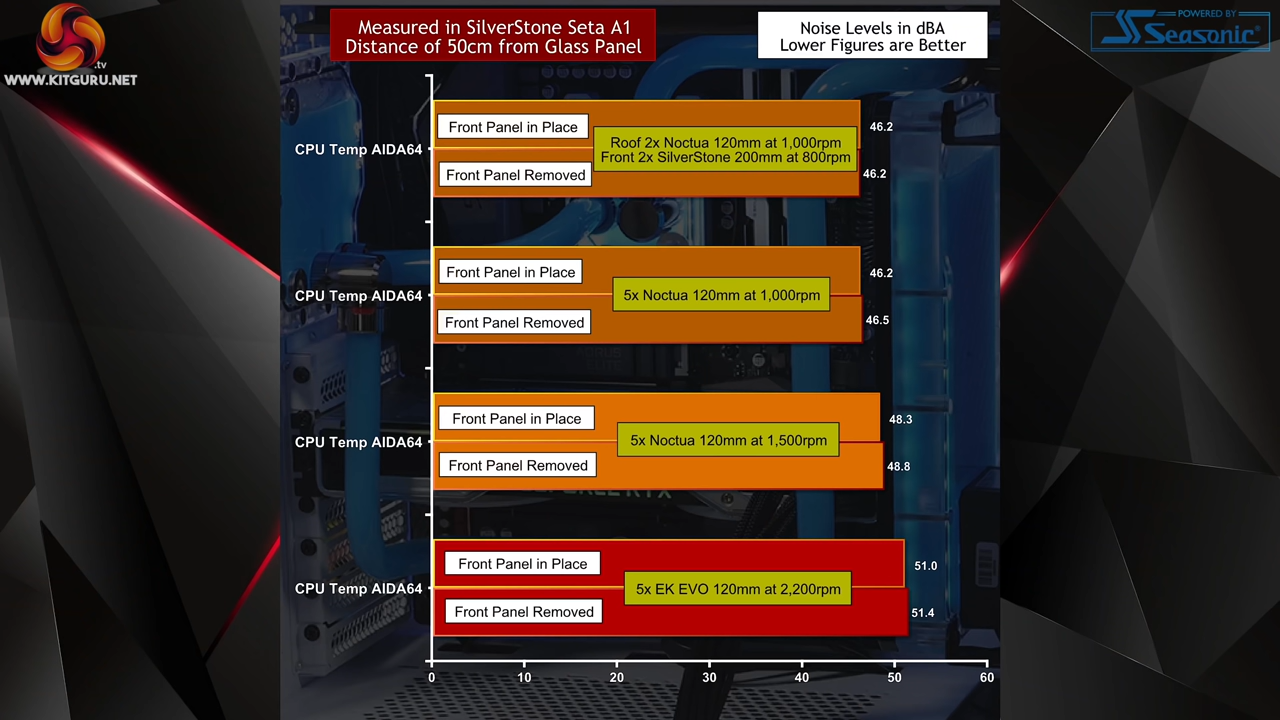 .tv
WWW.KITGURU.NET
Measured in SilverStone Seta A1
Distance of 50cm from Glass Panel
Noise Levels in dBA
Lower Figures are Better
POWERED BY
Seasonic
CPU Temp AIDA64
Front Panel in Place
Front Panel Removed
Roof 2x Noctua 120mm at 1,000rpm
Front 2x SilverStone 200mm at 800rpm
46.2
46.2
CPU Temp AIDA64
Front Panel in Place
Front Panel Removed
5x Noctua 120mm at 1,000rpm
46.2
46.5
CPU Temp AIDA64
Front Panel in Place
Front Panel Removed
5x Noctua 120mm at 1,500rpm
48.3
48.8
CPU Temp AIDA64
Front Panel in Place
Front Panel Removed
5x EK EVO 120mm at 2,200rpm
51.0
51.4
0 10 20 30 40 50 60